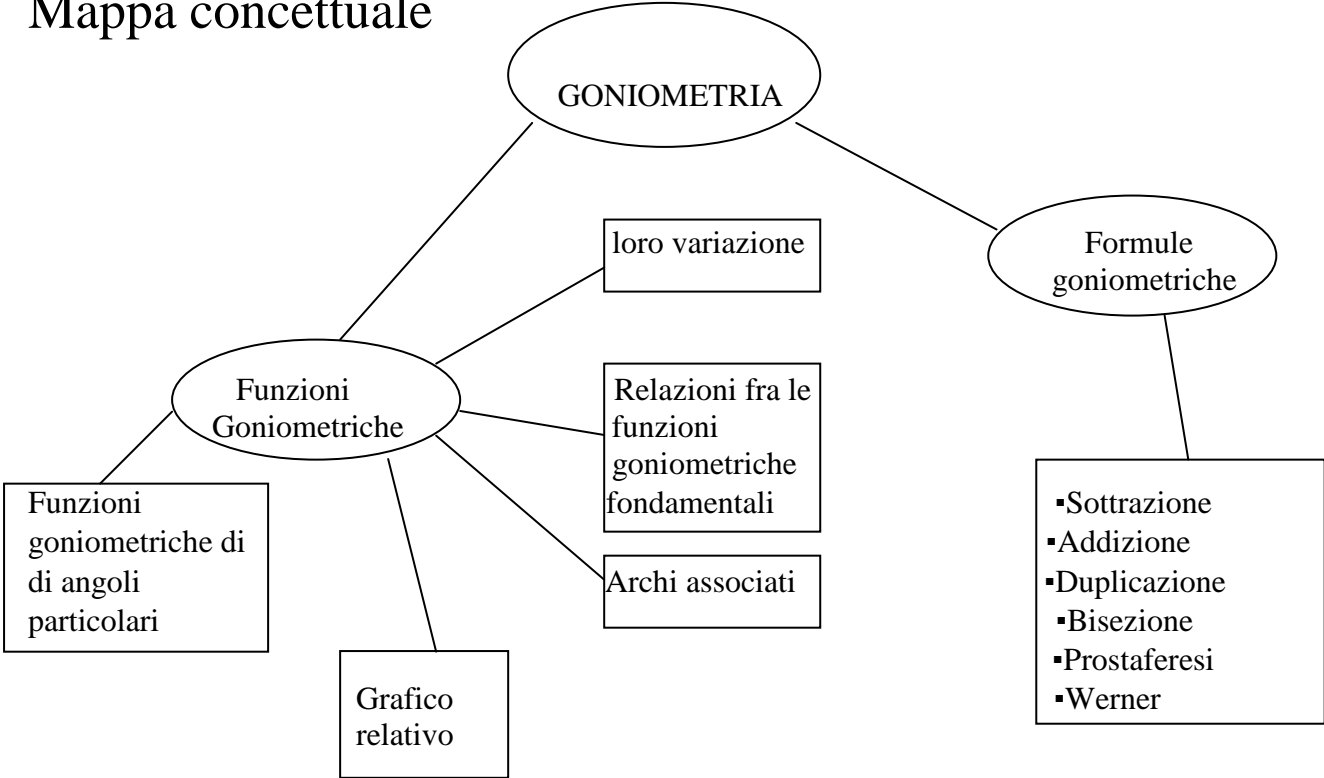 Mappa concettuale
GONIOMETRIA
loro variazione
Formule
goniometriche
Funzioni
Goniometriche
Relazioni fra le
funzioni
goniometriche
fondamentali
Funzioni
goniometriche di
di angoli
particolari
Archi associati
Grafico
relativo
▪Sottrazione
▪Addizione
▪Duplicazione
▪Bisezione
▪Prostaferesi
▪Werner